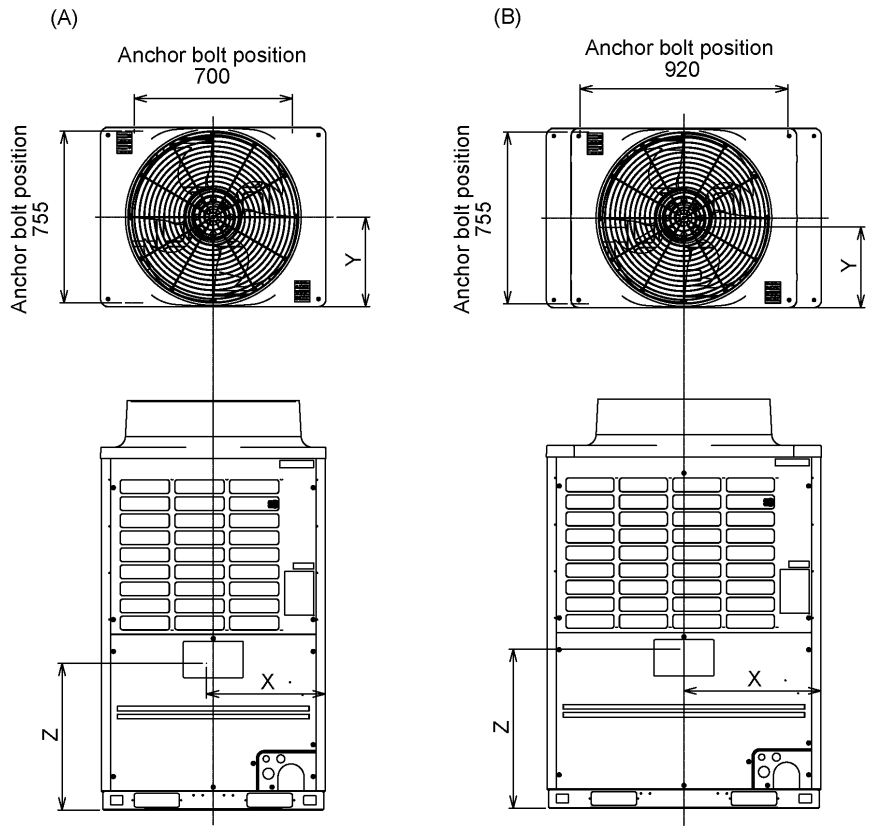 (A)
Anchor bolt position
700
Anchor bolt position
755
Y
X
Z
(B)
Anchor bolt position
920
Anchor bolt position
755
Y
X
Z